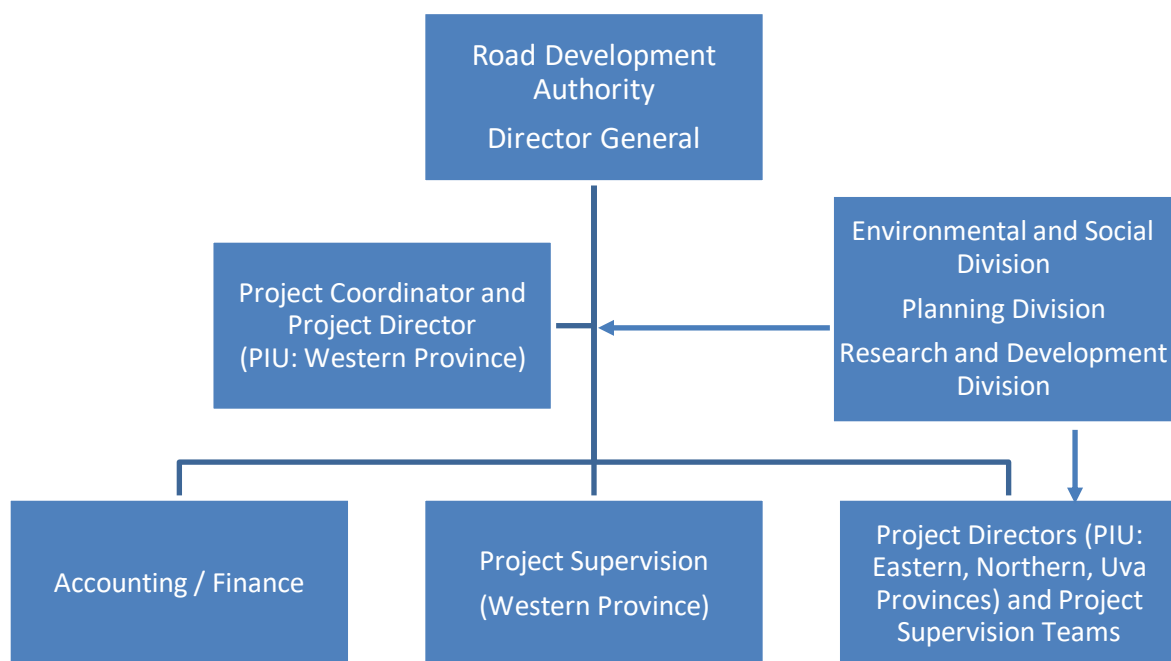 Road Development
Authority
Director General
Environmental and Social
Division
Planning Division
Research and Development
Division
Project Coordinator and
Project Director
(PIU: Western Province)
Accounting / Finance
Project Supervision
(Western Province)
Project Directors (PIU:
Eastern, Northern, Uva
Provinces) and Project
Supervision Teams